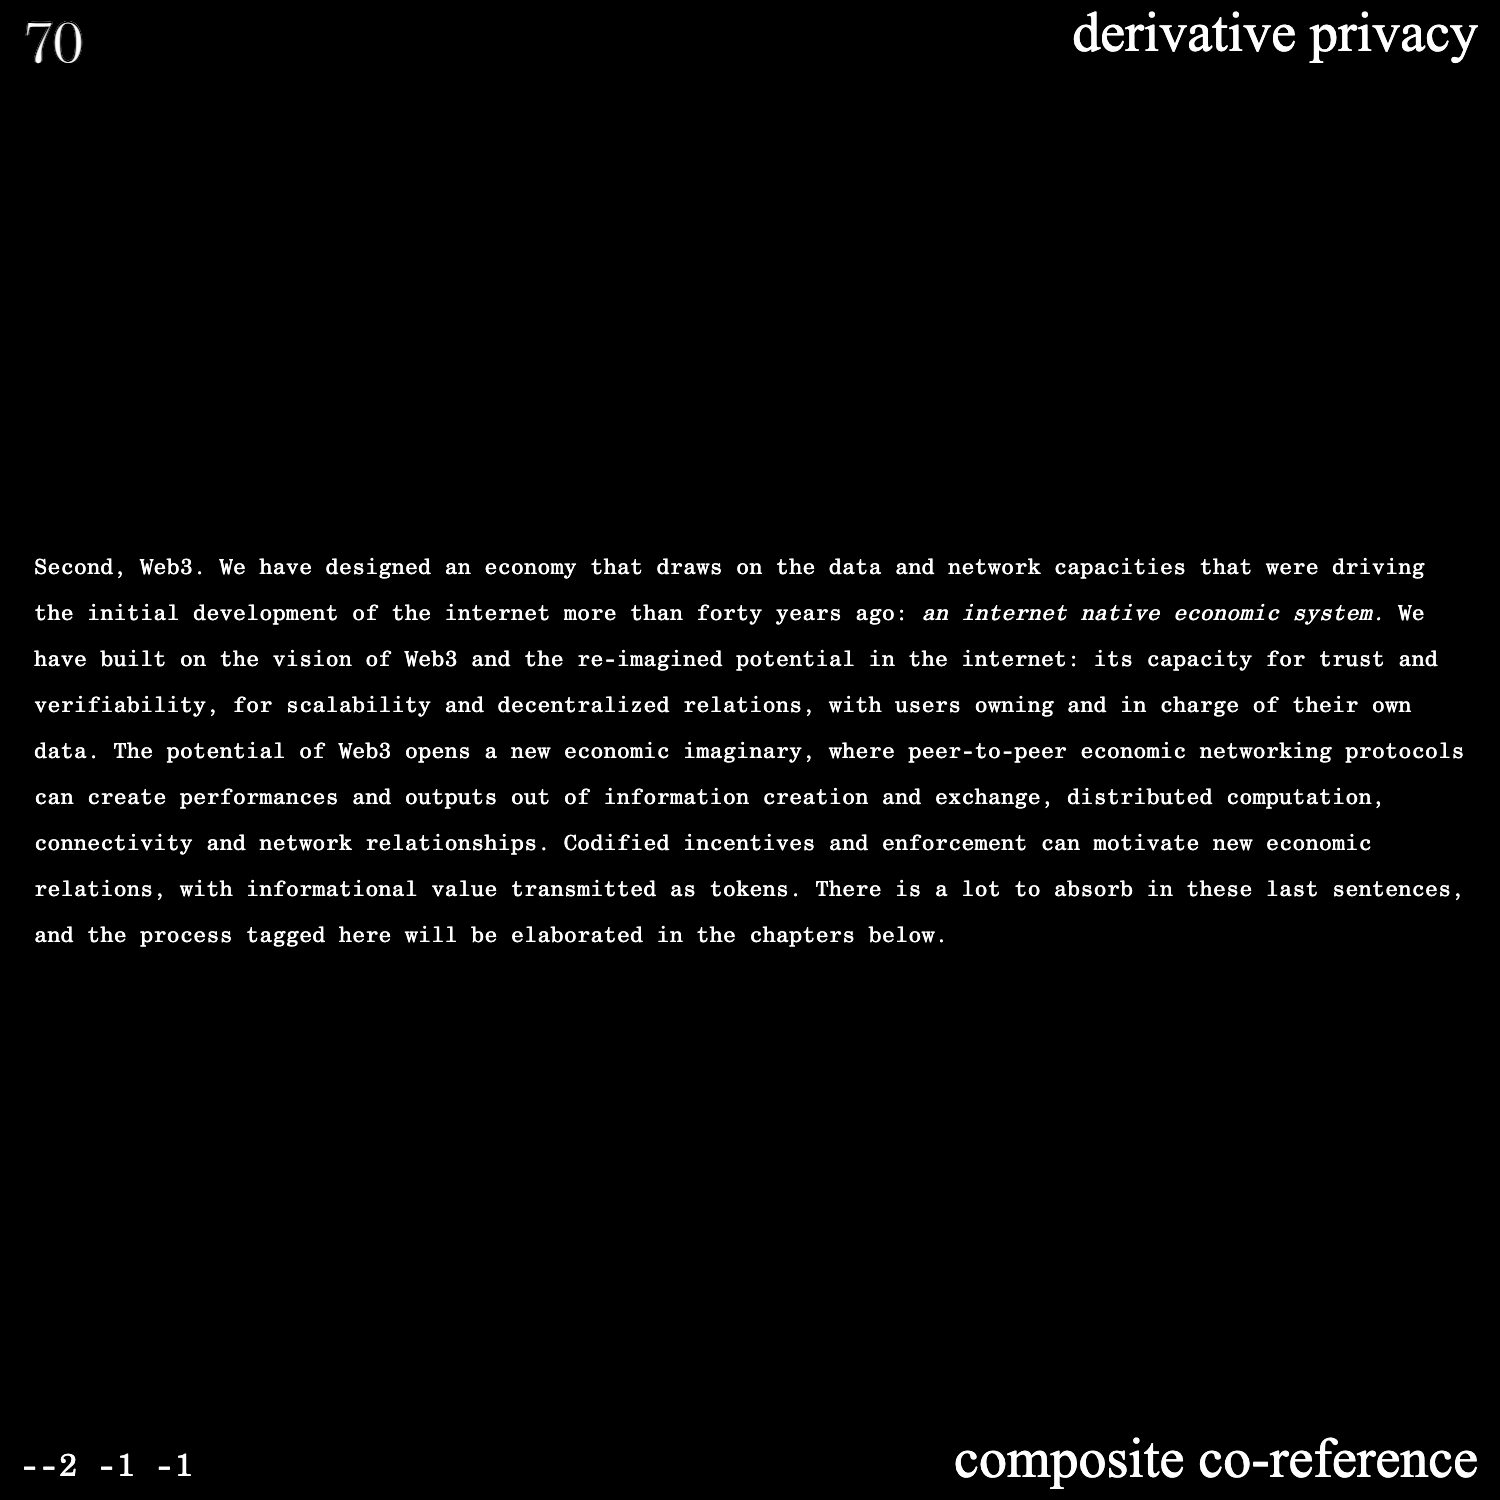 70
derivative privacy
Second, Web3. We have designed an economy that draws on the data and network capacities that were driving
the initial development of the internet more than forty years ago: an internet native economic system. We
have built on the vision of Web3 and the re-imagined potential in the internet: its capacity for trust and
verifiability, for scalability and decentralized relations, with users owning and in charge of their own
data. The potential of Web3 opens a new economic imaginary, where peer-to-peer economic networking protocols
can create performances and outputs out of information creation and exchange, distributed computation,
connectivity and network relationships. Codified incentives and enforcement can motivate new economic
relations, with informational value transmitted as tokens. There is a lot to absorb in these last sentences,
and the process tagged here will be elaborated in the chapters below.
--2 -1 -1
composite co-reference